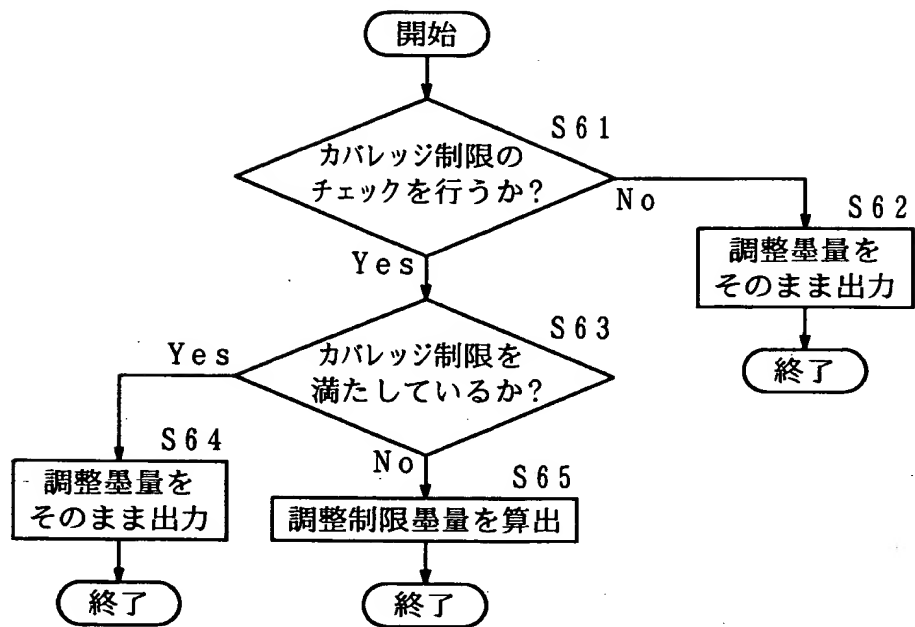 開始
S61
カバレッジ制限の
チェックを行うか?
No
Yes
S62
調整墨量を
そのまま出力
終了
S63
カバレッジ制限を
満たしているか?
Yes
No
S64
調整墨量を
そのまま出力
終了
S65
調整制限墨量を算出
終了